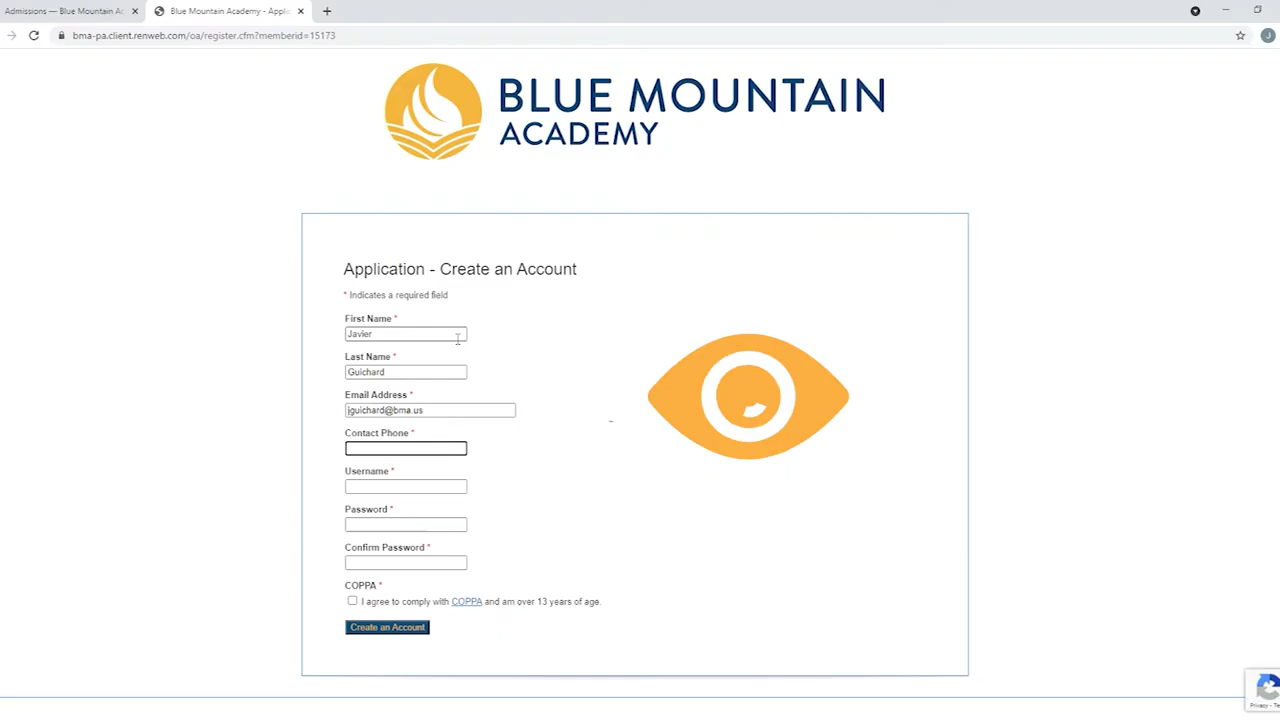 Admissions — Blue Mountain Ac
Blue Mountain Academy - Applic
bma-pa.client.renweb.com/oa/register.cfm?memberid=15173
J
BLUE MOUNTAIN
ACADEMY
Application - Create an Account
* Indicates a required field
First Name *
Javier
Last Name *
Guichard
Email Address *
jguichard@bma.us
Contact Phone *
Username *
Password *
Confirm Password *
COPPA *
I agree to comply with COPPA and am over 13 years of age.
Create an Account
Privacy - Te